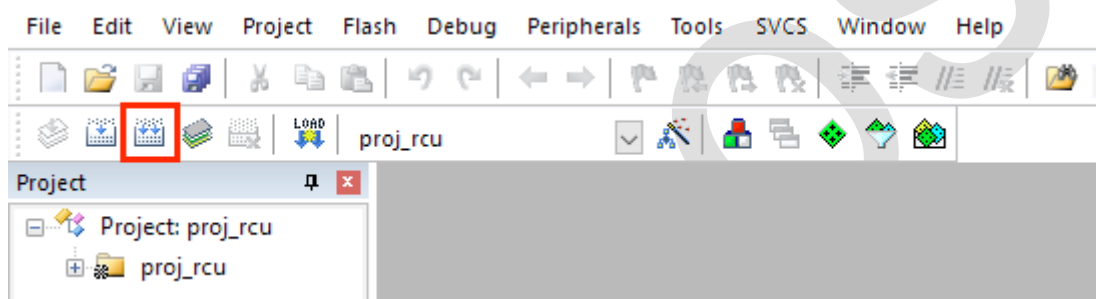 File Edit View Project Flash Debug Peripherals Tools SVCS Window Help
LOAD proj_rcu
Project
Project: proj_rcu
proj_rcu